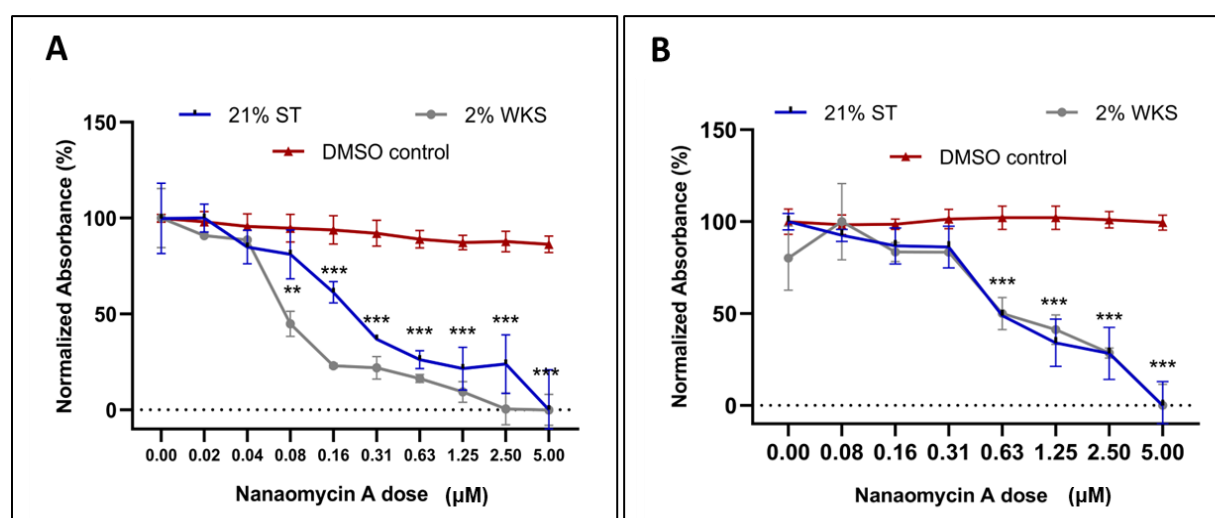 A
21% ST
2% WKS
DMSO control
Normalized Absorbance (%)
150
100
50
0
**
***
***
***
***
***
***
0.00 0.02 0.04 0.08 0.16 0.31 0.63 1.25 2.50 5.00
Nanaomycin A dose (µM)
B
21% ST
2% WKS
DMSO control
Normalized Absorbance (%)
150
100
50
0
***
***
***
***
0.00 0.08 0.16 0.31 0.63 1.25 2.50 5.00
Nanaomycin A dose (µM)